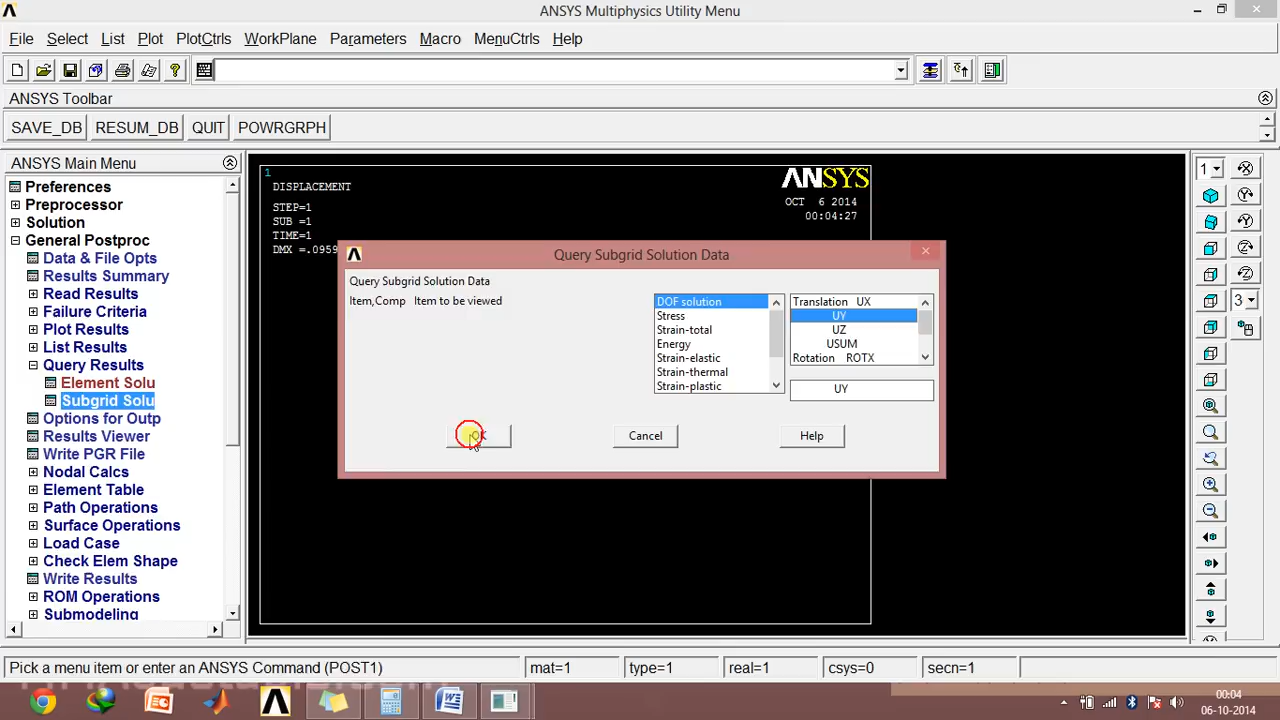 ANSYS Multiphysics Utility Menu
File Select List Plot PlotCtrls WorkPlane Parameters Macro MenuCtrls Help
ANSYS Toolbar
SAVE_DB RESUM_DB QUIT POWRGRPH
ANSYS Main Menu
Preferences
Preprocessor
Solution
General Postproc
Data & File Opts
Results Summary
Read Results
Failure Criteria
Plot Results
List Results
Query Results
Element Solu
Subgrid Solu
Options for Outp
Results Viewer
Write PGR File
Nodal Calcs
Element Table
Path Operations
Surface Operations
Load Case
Check Elem Shape
Write Results
ROM Operations
Submodeling
1
DISPLACEMENT
STEP=1
SUB =1
TIME=1
DMX =.0959
ANSYS
OCT 6 2014
00:04:27
Query Subgrid Solution Data
Query Subgrid Solution Data
Item,Comp Item to be viewed
DOF solution
Stress
Strain-total
Energy
Strain-elastic
Strain-thermal
Strain-plastic
Translation UX
UY
UZ
USUM
Rotation ROTX
UY
OK Cancel Help
1
3
Pick a menu item or enter an ANSYS Command (POST1) mat=1 type=1 real=1 csys=0 secn=1
00:04
06-10-2014